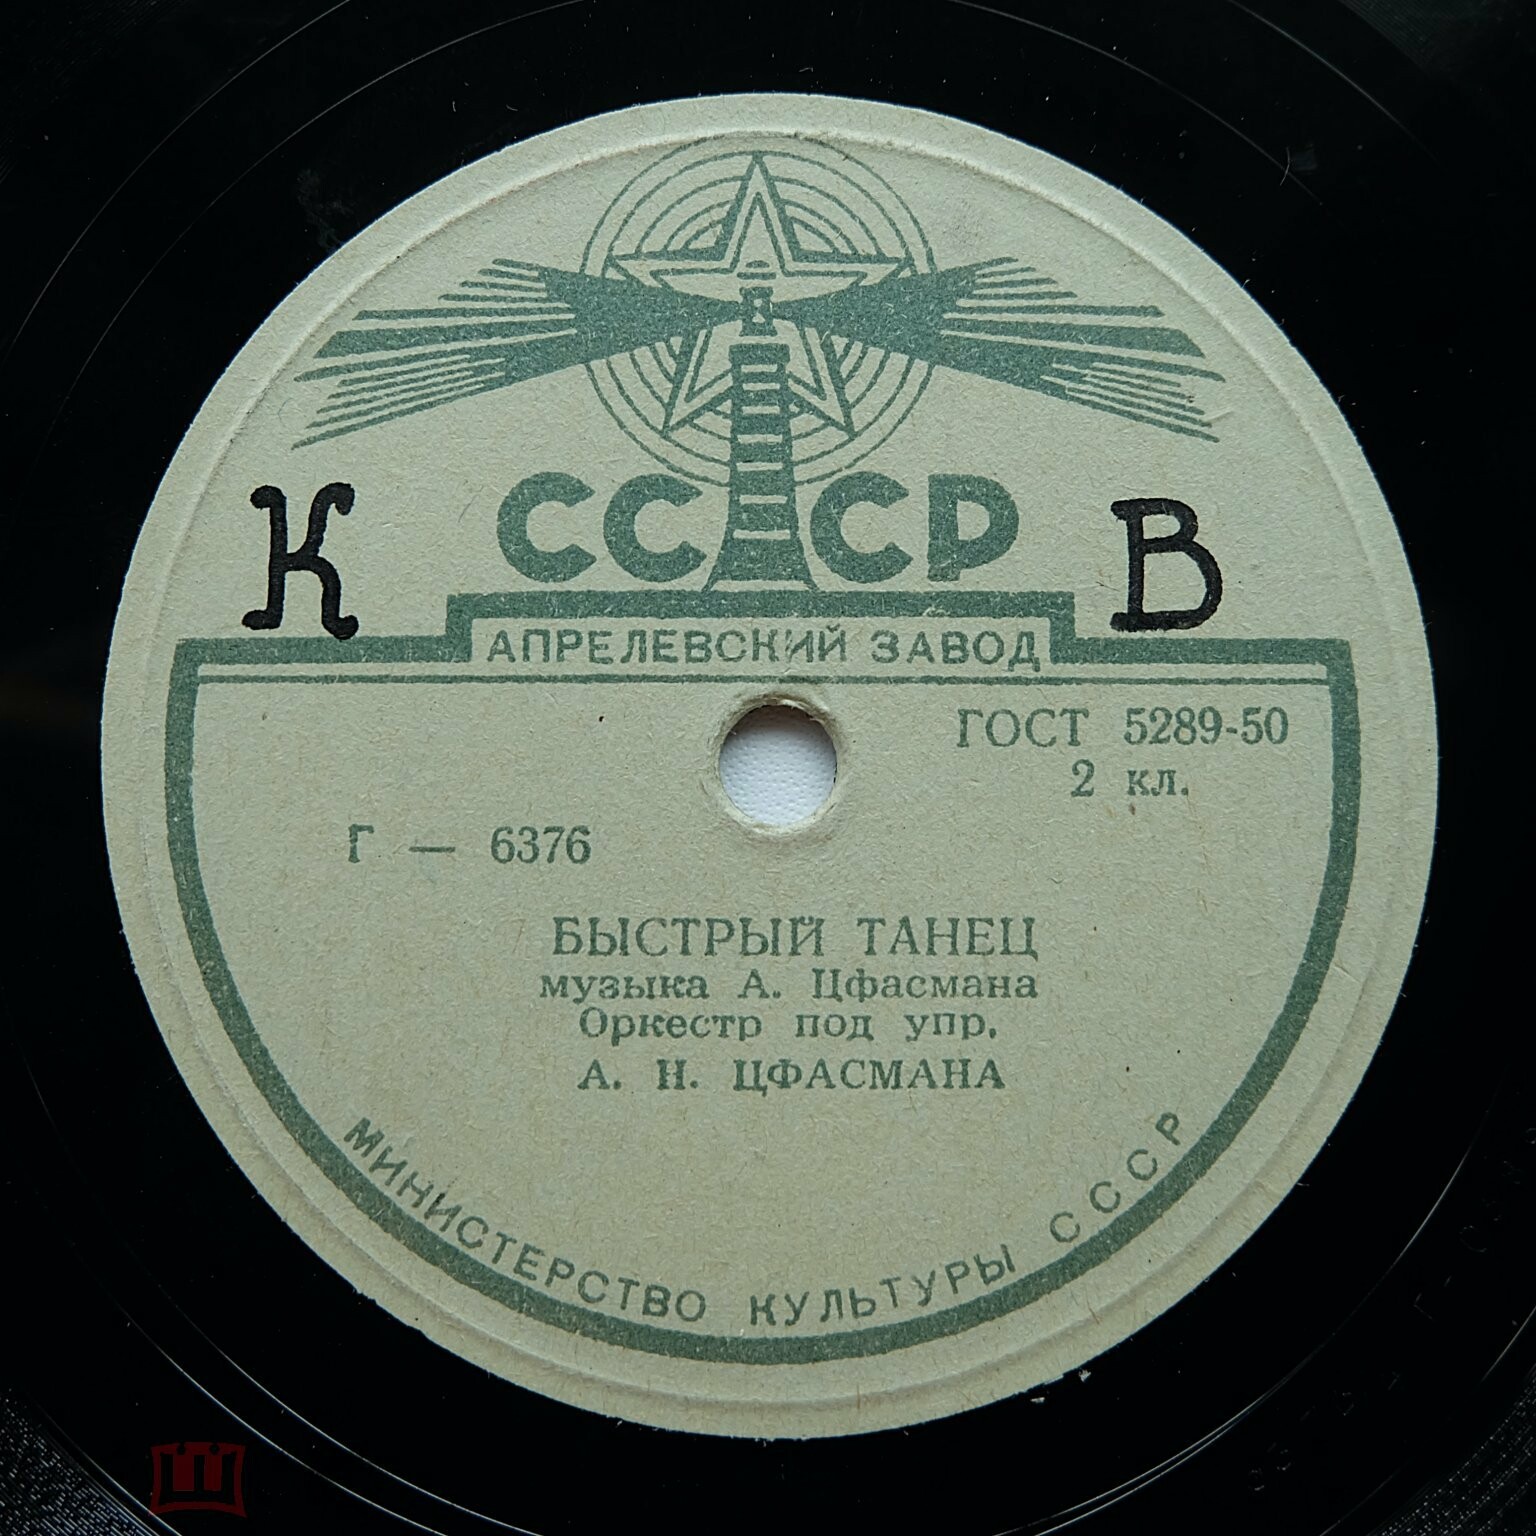 СССР
К В
АПРЕЛЕВСКИЙ ЗАВОД
ГОСТ 5289-50
2 кл.
Г — 6376
БЫСТРЫЙ ТАНЕЦ
музыка А. Цфасмана
Оркестр под упр.
А. Н. ЦФАСМАНА
МИНИСТЕРСТВО КУЛЬТУРЫ СССР